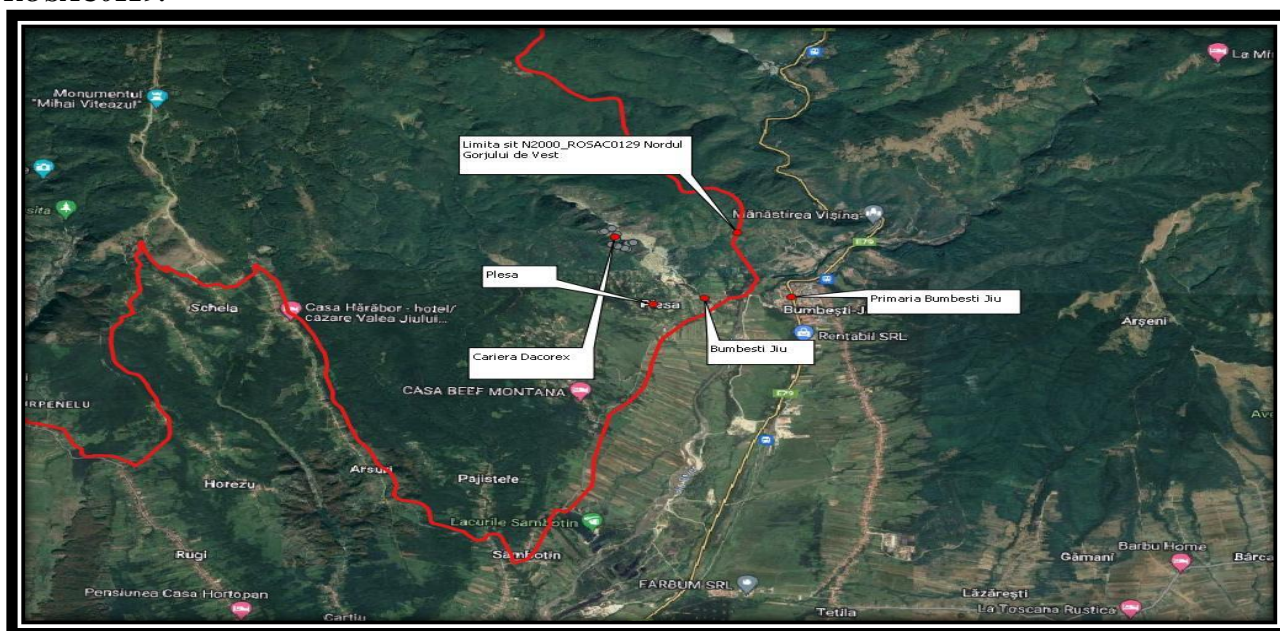 La Mi
Monumentul
"Mihai Viteazul"
Limita sit N2000_ROSAC0129 Nordul
Gorjului de Vest
Mănăstirea Vișina
E79
Plesa
Pleșa
Primaria Bumbesti Jiu
Bumbești-J
Schela
Casa Hărăbor - hotel/
cazare Valea Jiului...
Arșeni
Rentabil SRL
Bumbesti Jiu
Cariera Dacorex
CASA BEEF MONTANA
E79
URPENELU
Arsuri
Horezu
Pajiștele
Lacurile Sâmbotin
Sâmbotin
Rugi
Gămani
Barbu Home
Bârca
FARBUM SRL
Pensiunea Casa Hortopan
Lăzărești
La Toscana Rustica
Cartiu
Tetila